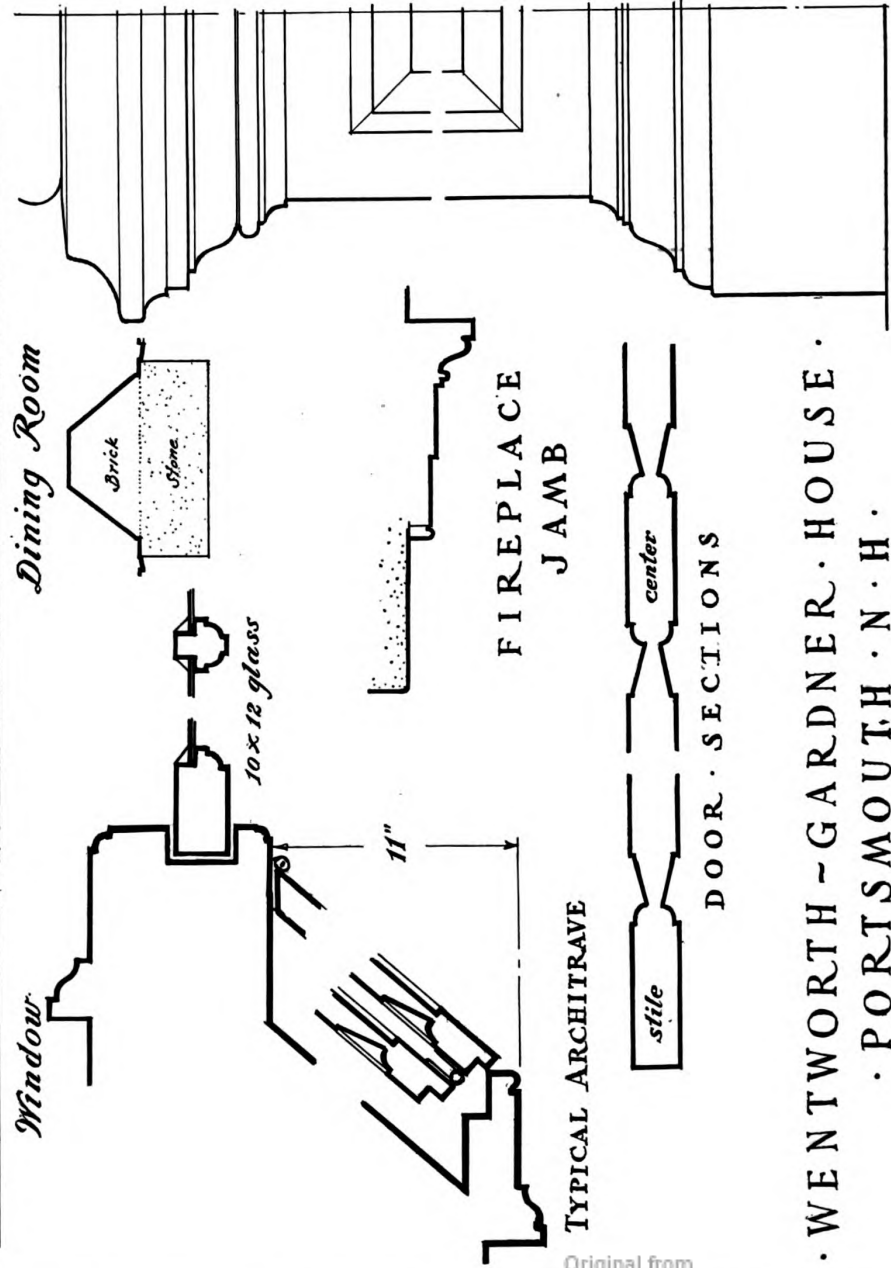 Window
Dining Room
Brick
Stone
10 x 12 glass
11"
TYPICAL ARCHITRAVE
FIREPLACE
JAMB
stile
center
DOOR · SECTIONS
· WENTWORTH ~ GARDNER · HOUSE ·
· PORTSMOUTH · N · H ·
Original from